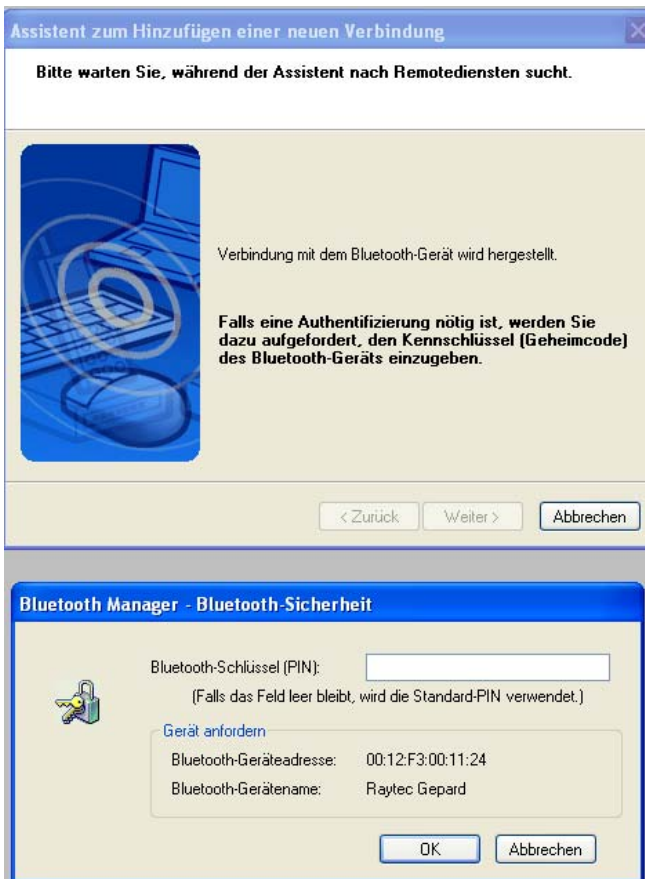 Assistent zum Hinzufügen einer neuen Verbindung
Bitte warten Sie, während der Assistent nach Remotediensten sucht.
Verbindung mit dem Bluetooth-Gerät wird hergestellt.
Falls eine Authentifizierung nötig ist, werden Sie
dazu aufgefordert, den Kennschlüssel (Geheimcode)
des Bluetooth-Geräts einzugeben.
< Zurück
Weiter >
Abbrechen
Bluetooth Manager - Bluetooth-Sicherheit
Bluetooth-Schlüssel (PIN):
(Falls das Feld leer bleibt, wird die Standard-PIN verwendet.)
Gerät anfordern
Bluetooth-Geräteadresse: 00:12:F3:00:11:24
Bluetooth-Gerätename: Raytec Gepard
OK
Abbrechen